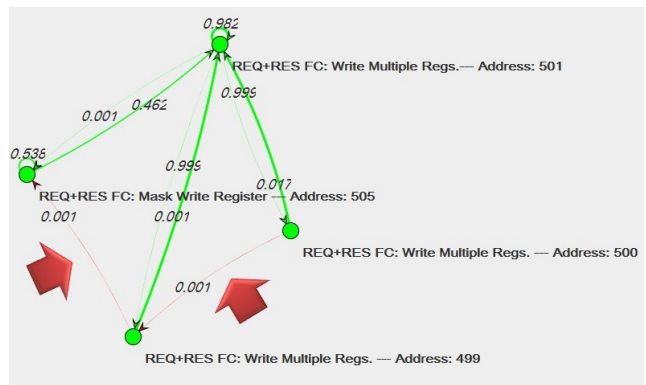 0.982
REQ+RES FC: Write Multiple Regs.--- Address: 501
0.999
0.462
0.001
0.538
0.999
0.017
REQ+RES FC: Mask Write Register --- Address: 505
0.001
0.001
REQ+RES FC: Write Multiple Regs. --- Address: 500
0.001
REQ+RES FC: Write Multiple Regs. --- Address: 499